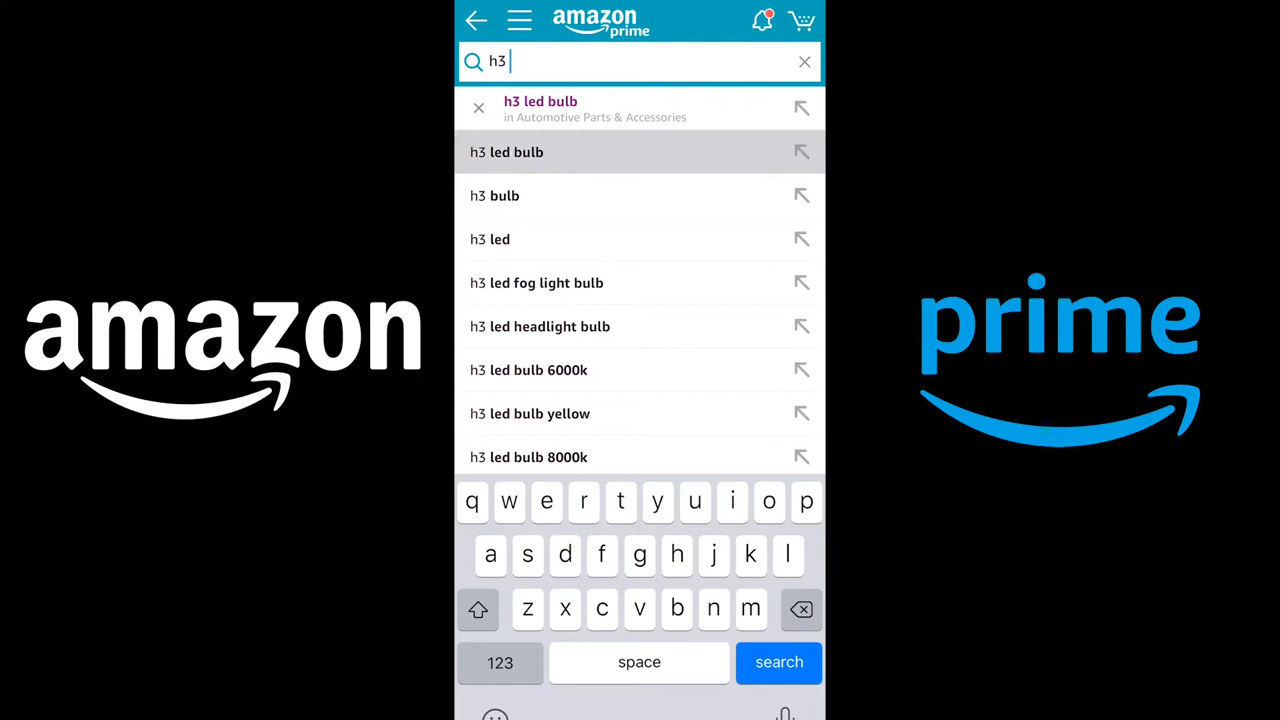 amazon
prime
h3
h3 led bulb
in Automotive Parts & Accessories
h3 led bulb
h3 bulb
h3 led
h3 led fog light bulb
h3 led headlight bulb
h3 led bulb 6000k
h3 led bulb yellow
h3 led bulb 8000k
q w e r t y u i o p
a s d f g h j k l
z x c v b n m
123 space search
amazon
prime